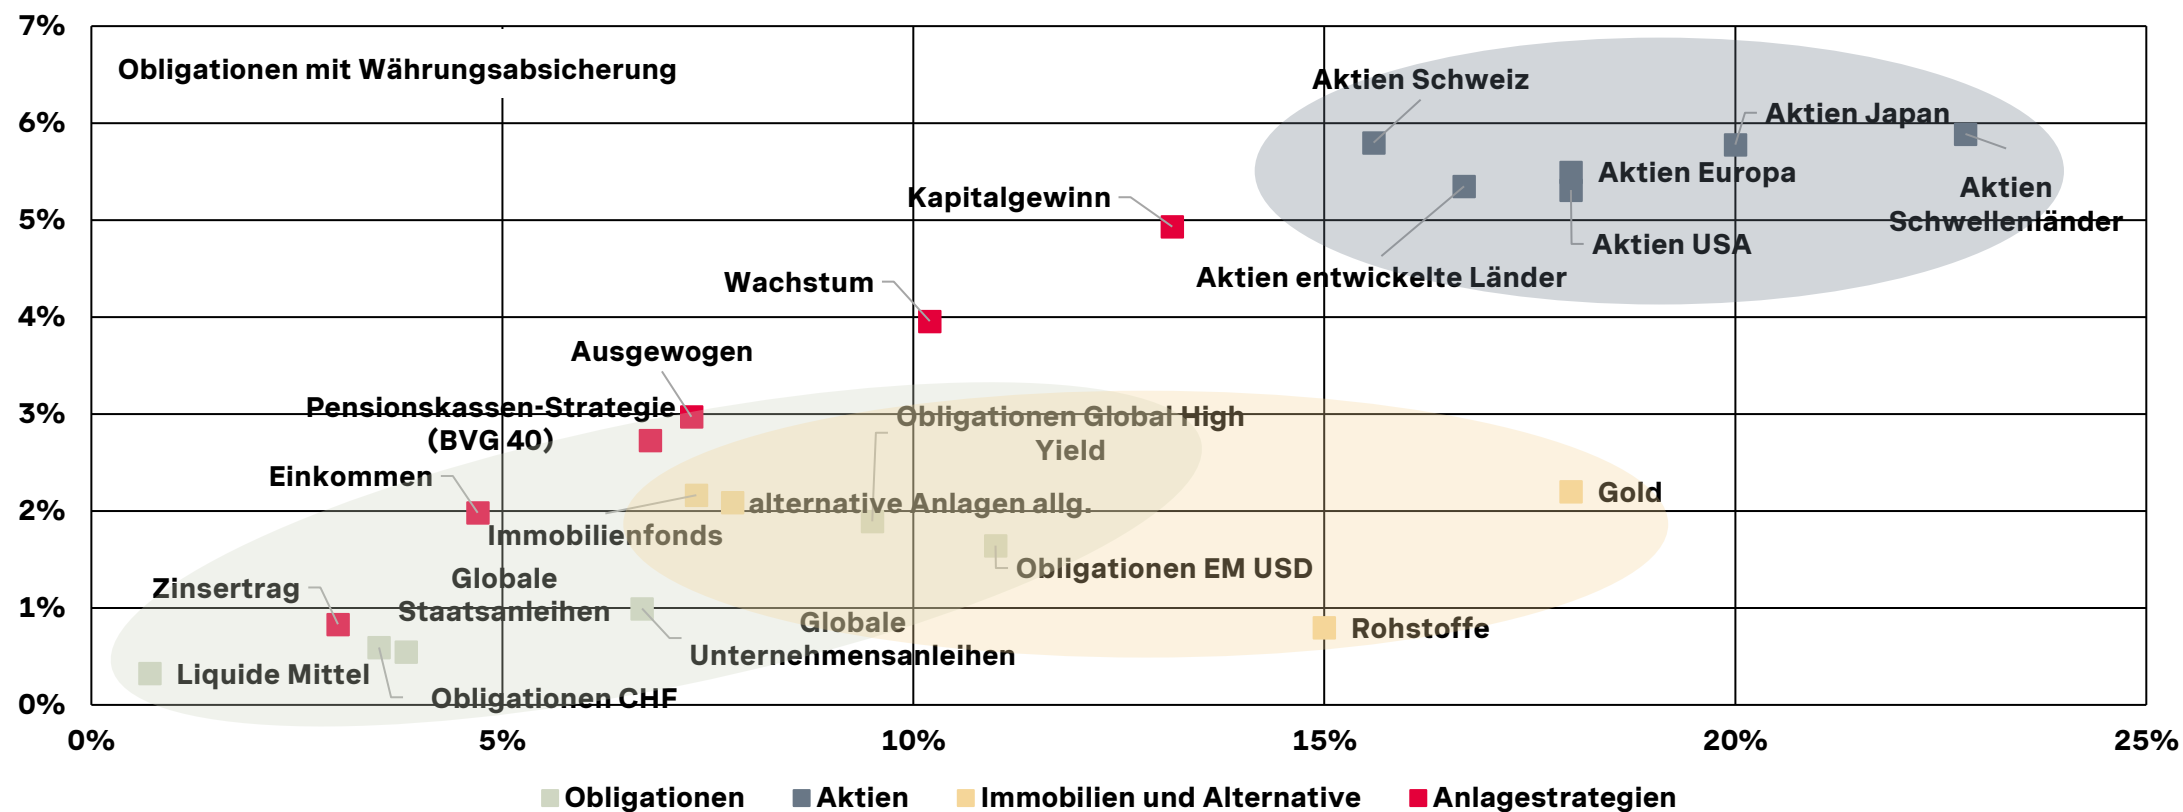 7%
Obligationen mit Währungsabsicherung
Aktien Schweiz
6%
Aktien Japan
Aktien Europa
Aktien
Schwellenländer
Kapitalgewinn
5%
Aktien USA
Aktien entwickelte Länder
Wachstum
4%
Ausgewogen
3%
Pensionskassen-Strategie
(BVG 40)
Obligationen Global High
Yield
Einkommen
2%
alternative Anlagen allg.
Gold
Immobilienfonds
Obligationen EM USD
Globale
Staatsanleihen
Zinsertrag
1%
Globale
Unternehmensanleihen
Rohstoffe
Liquide Mittel
Obligationen CHF
0%
0%
5%
10%
15%
20%
25%
Obligationen
Aktien
Immobilien und Alternative
Anlagestrategien